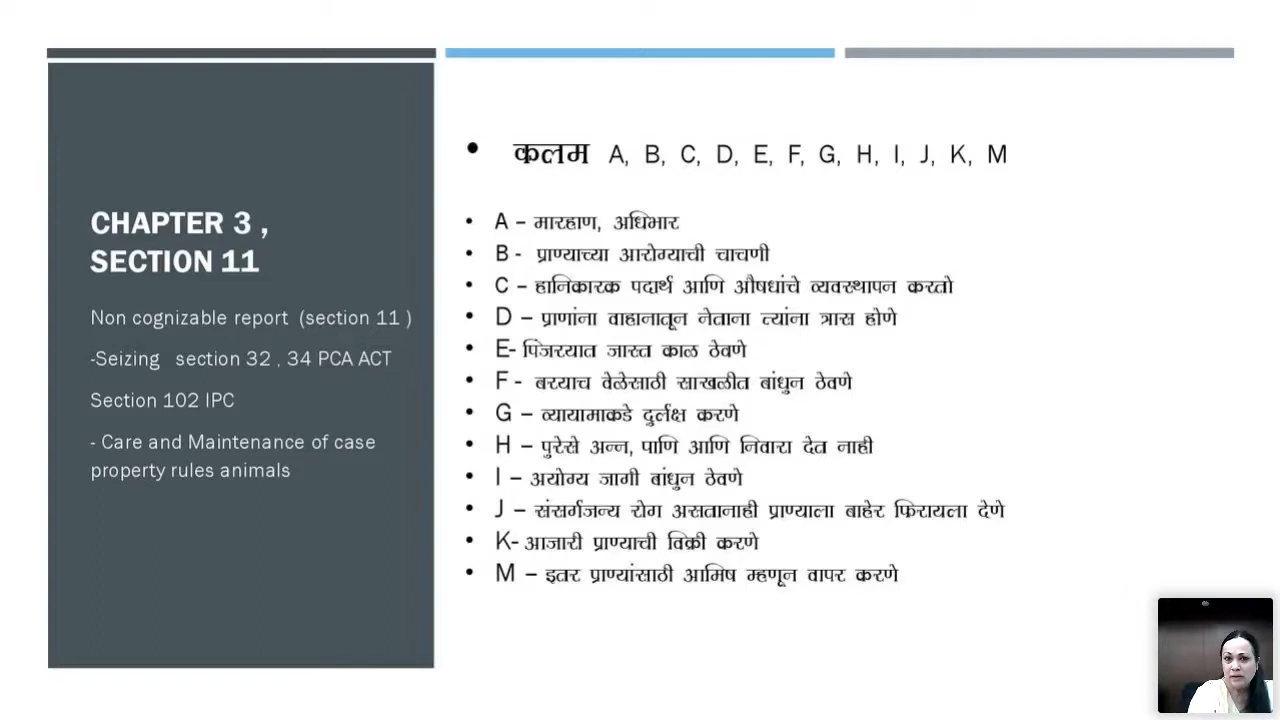 CHAPTER 3 ,
SECTION 11
Non cognizable report (section 11 )
-Seizing section 32 , 34 PCA ACT
Section 102 IPC
- Care and Maintenance of case
property rules animals
• कलम A, B, C, D, E, F, G, H, I, J, K, M
• A – मारहाण, अधिभार
• B - प्राण्याच्या आरोग्याची चाचणी
• C – हानिकारक पदार्थ आणि औषधांचे व्यवस्थापन करतो
• D – प्राणांना वाहानातून नेताना त्यांना त्रास होणे
• E- पिंजरयात जास्त काळ ठेवणे
• F - बरयाच वेळेसाठी साखळीत बांधुन ठेवणे
• G – व्यायामाकडे दुर्लक्ष करणे
• H – पुरेसे अन्न, पाणि आणि निवारा देत नाही
• I – अयोग्य जागी बांधुन ठेवणे
• J – संसर्गजन्य रोग असतानाही प्राण्याला बाहेर फिरायला देणे
• K- आजारी प्राण्याची विक्री करणे
• M – इतर प्राण्यांसाठी आमिष म्हणून वापर करणे